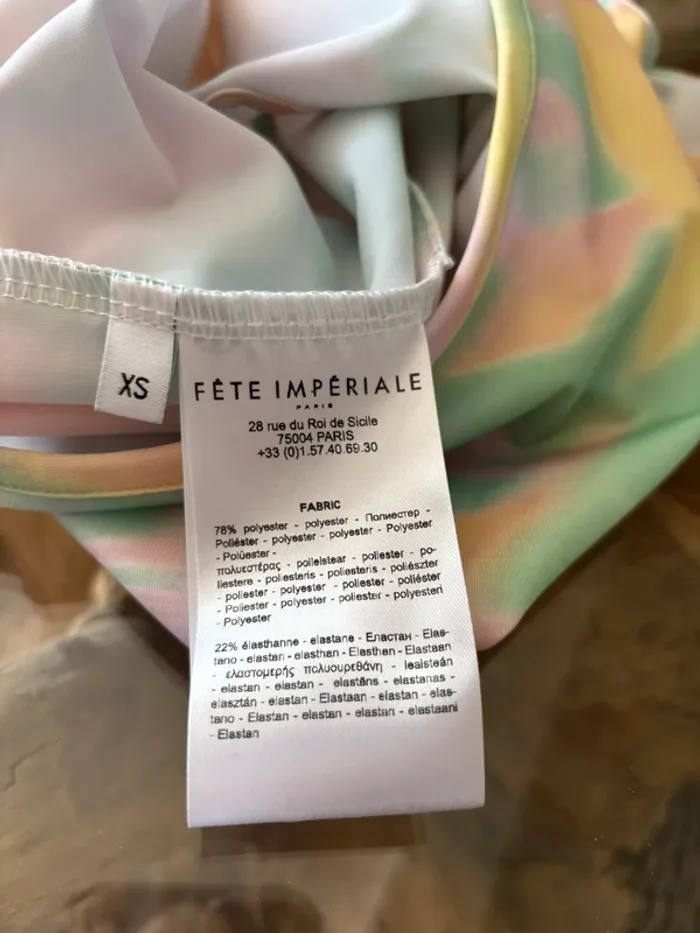 XS
FÊTE IMPÉRIALE
PARIS
28 rue du Roi de Sicile
75004 PARIS
+33 (0)1.57.40.69.30
FABRIC
78% polyester - polyester - Полиестер -
Poliéster - polyester - polyester - Polyester
- Polüester -
πολυεστέρας - polleistear - poliester - po-
liestere - poliesteris - poliesteris - poliészter
- poliester - polyester - poliester - poliéster
- Poliester - polyester - poliester - polyesteri
- Polyester
22% élasthanne - elastane - Еластан - Elas-
tano - elastan - elasthan - Elasthan - Elastaan
- ελαστομερής πολυουρεθάνη - leaisteán
- elastan - elastan - elastāns - elastanas -
elasztán - elastan - Elastaan - elastan - elas-
tano - Elastan - elastan - elastan - elastaani
- Elastan